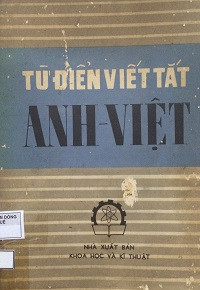 TỪ ĐIỂN VIẾT TẮT
ANH-VIỆT
NHÀ XUẤT BẢN
KHOA HỌC VÀ KĨ THUẬT